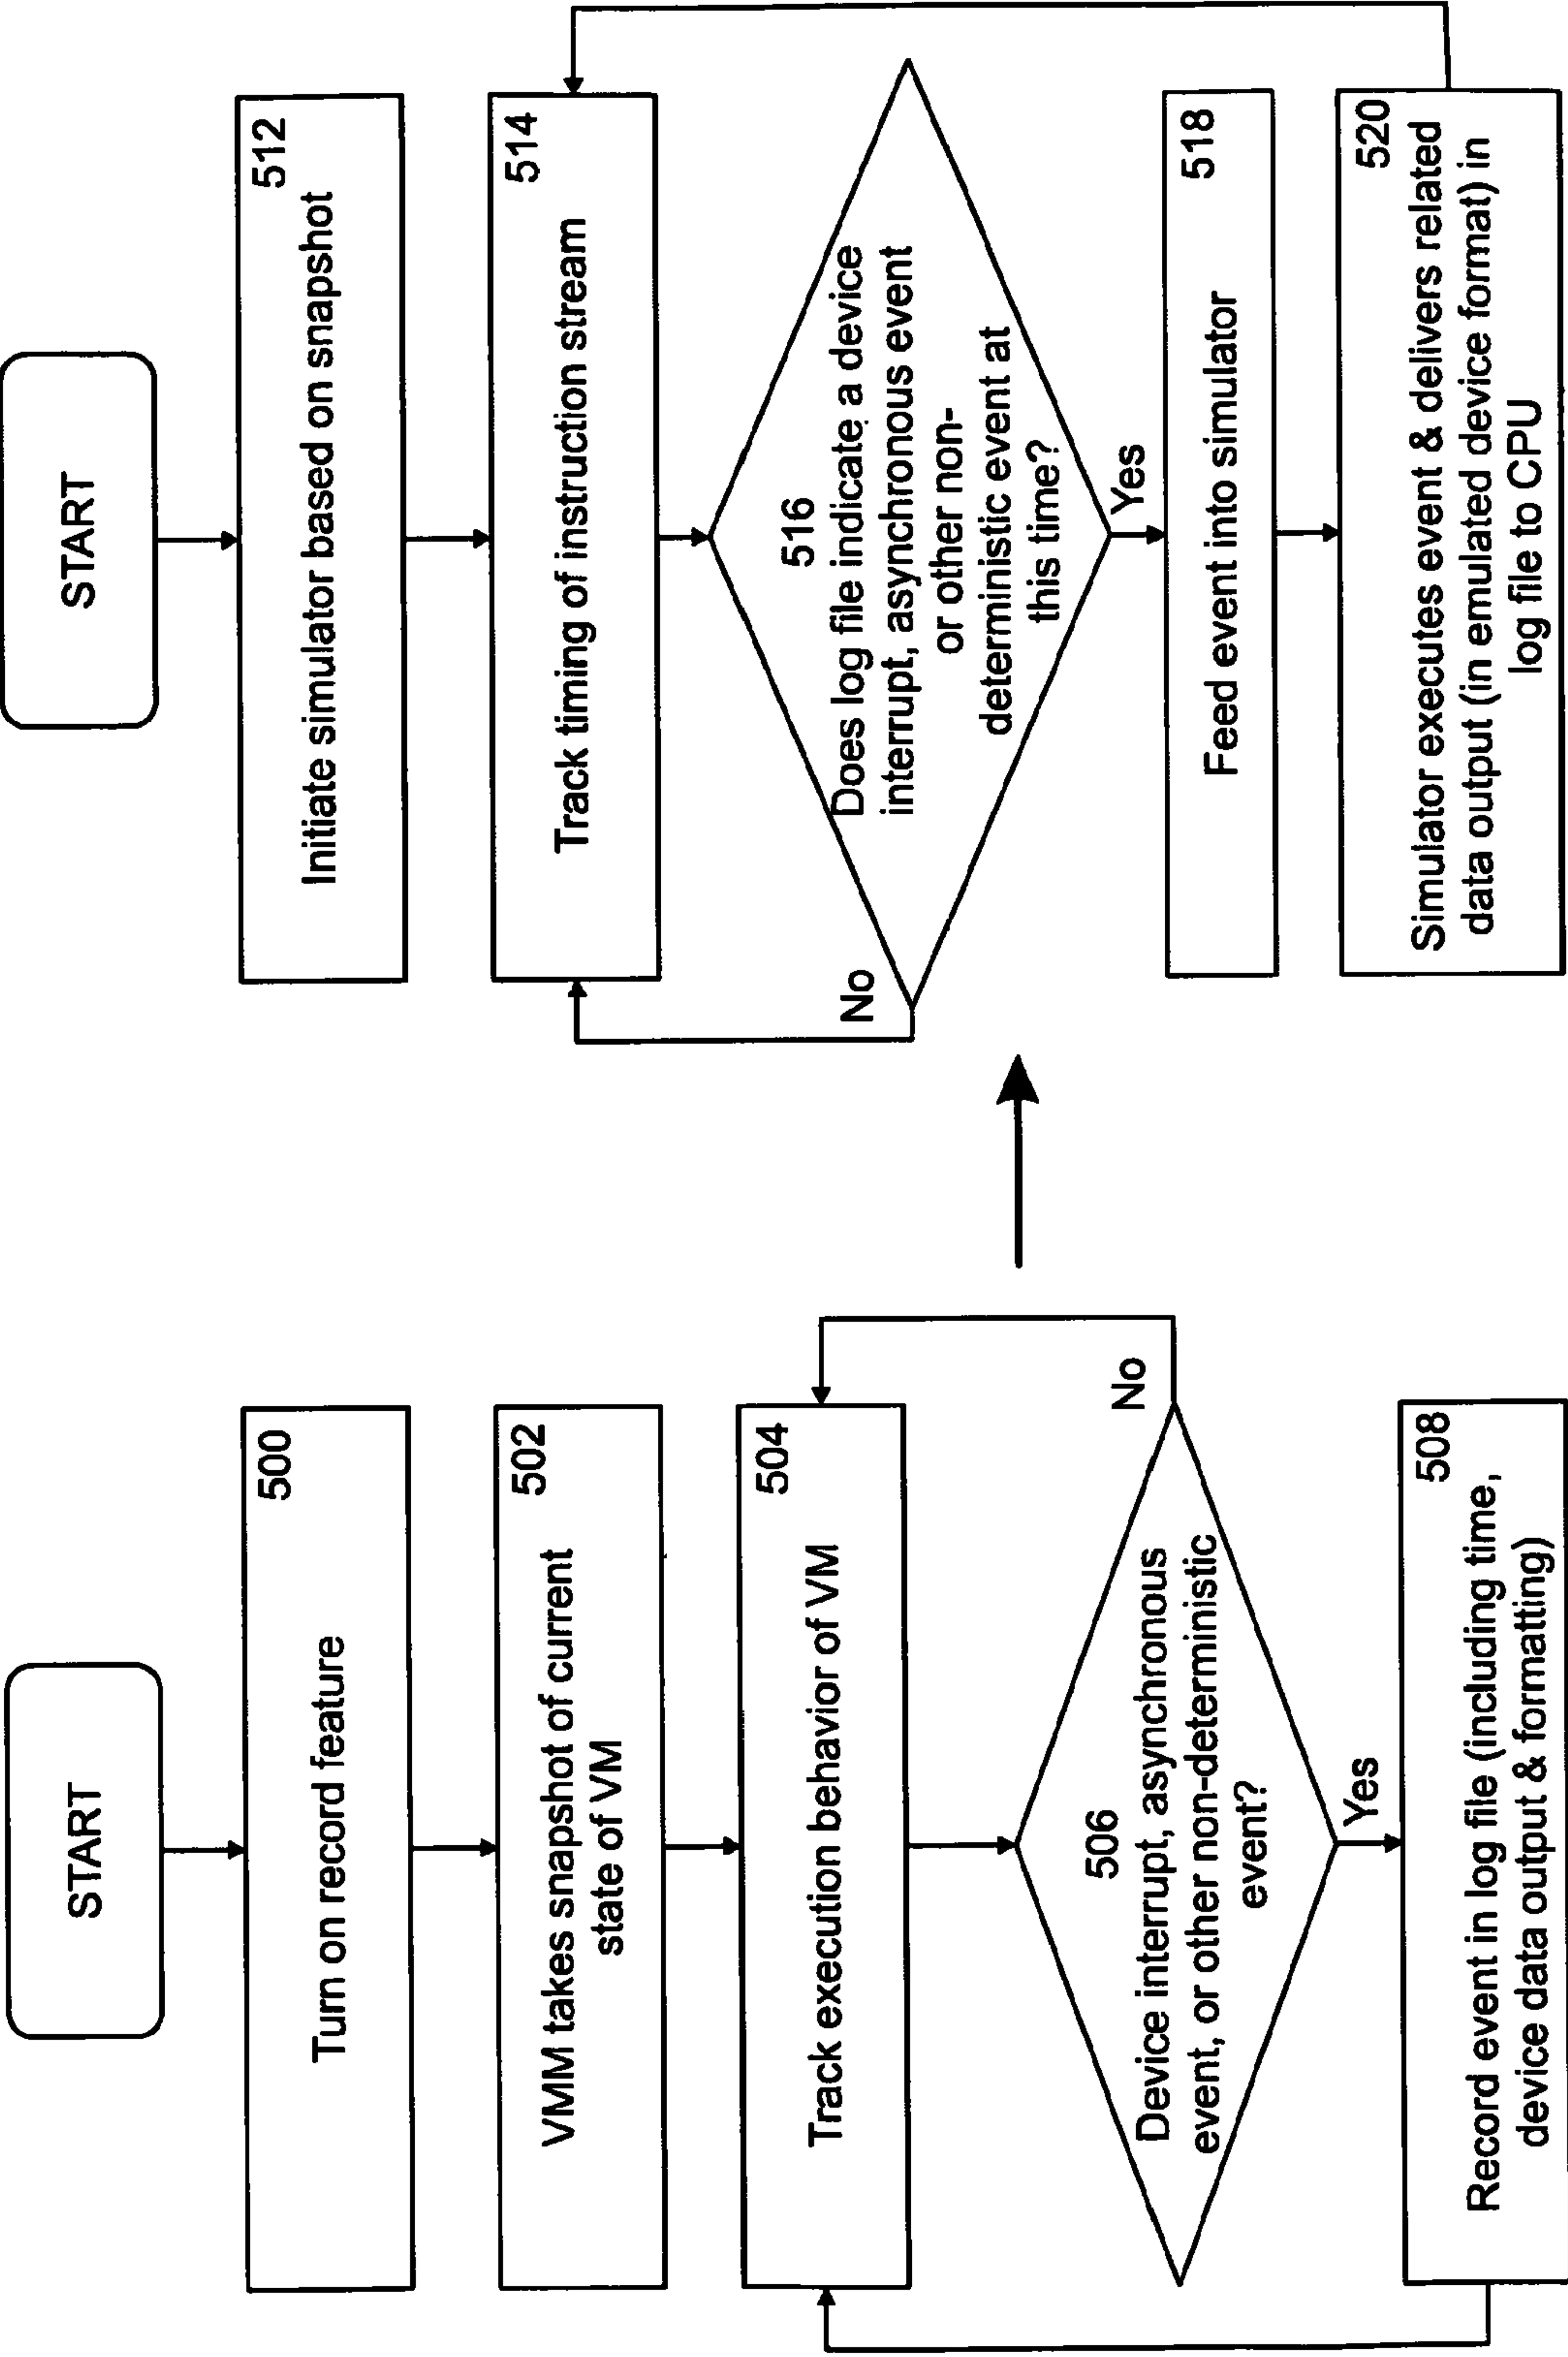 START
500
Turn on record feature
502
VMM takes snapshot of current
state of VM
504
Track execution behavior of VM
506
Device interrupt, asynchronous
event, or other non-deterministic
event?
No
Yes
508
Record event in log file (including time,
device data output & formatting)
START
512
Initiate simulator based on snapshot
514
Track timing of instruction stream
516
Does log file indicate a device
interrupt, asynchronous event
or other non-
deterministic event at
this time?
No
Yes
518
Feed event into simulator
520
Simulator executes event & delivers related
data output (in emulated device format) in
log file to CPU